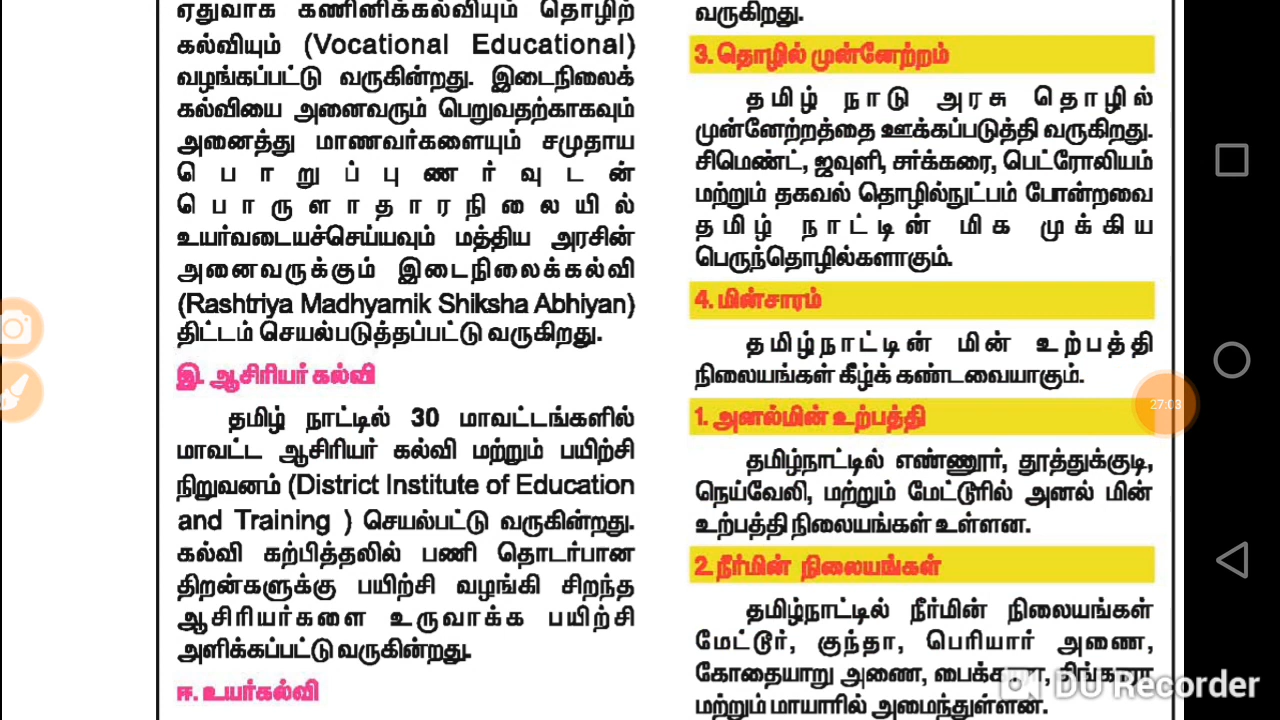 ஏதுவாக கணினிக்கல்வியும் தொழிற்
கல்வியும் (Vocational Educational)
வழங்கப்பட்டு வருகின்றது. இடைநிலைக்
கல்வியை அனைவரும் பெறுவதற்காகவும்
அனைத்து மாணவர்களையும் சமுதாய
பொறுப்புணர்வுடன்
பொருளாதாரநிலையில்
உயர்வடையச்செய்யவும் மத்திய அரசின்
அனைவருக்கும் இடைநிலைக்கல்வி
(Rashtriya Madhyamik Shiksha Abhiyan)
திட்டம் செயல்படுத்தப்பட்டு வருகிறது.
இ. ஆசிரியர் கல்வி
தமிழ் நாட்டில் 30 மாவட்டங்களில்
மாவட்ட ஆசிரியர் கல்வி மற்றும் பயிற்சி
நிறுவனம் (District Institute of Education
and Training ) செயல்பட்டு வருகின்றது.
கல்வி கற்பித்தலில் பணி தொடர்பான
திறன்களுக்கு பயிற்சி வழங்கி சிறந்த
ஆசிரியர்களை உருவாக்க பயிற்சி
அளிக்கப்பட்டு வருகின்றது.
ஈ. உயர்கல்வி
வருகிறது.
3. தொழில் முன்னேற்றம்
தமிழ் நாடு அரசு தொழில்
முன்னேற்றத்தை ஊக்கப்படுத்தி வருகிறது.
சிமெண்ட், ஜவுளி, சர்க்கரை, பெட்ரோலியம்
மற்றும் தகவல் தொழில்நுட்பம் போன்றவை
தமிழ் நாட்டின் மிக முக்கிய
பெருந்தொழில்களாகும்.
4. மின்சாரம்
தமிழ்நாட்டின் மின் உற்பத்தி
நிலையங்கள் கீழ்க் கண்டவையாகும்.
1. அனல்மின் உற்பத்தி
தமிழ்நாட்டில் எண்ணூர், தூத்துக்குடி,
நெய்வேலி, மற்றும் மேட்டூரில் அனல் மின்
உற்பத்தி நிலையங்கள் உள்ளன.
2. நீர்மின் நிலையங்கள்
தமிழ்நாட்டில் நீர்மின் நிலையங்கள்
மேட்டூர், குந்தா, பெரியார் அணை,
கோதையாறு அணை,
மற்றும் மாயாரில் அமைந்துள்ளன.
27:03
DU Recorder